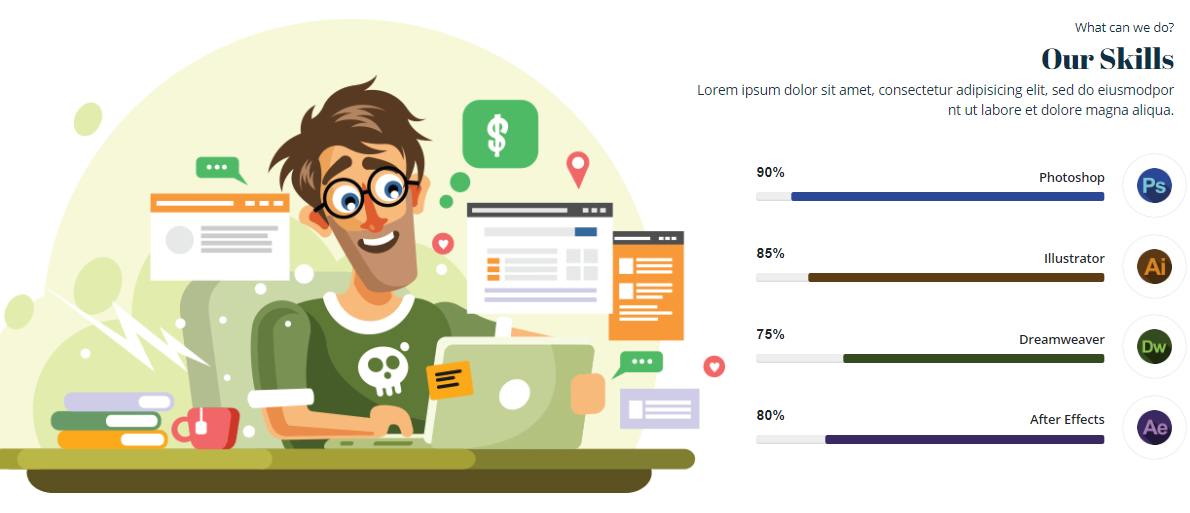 What can we do?
Our Skills
Lorem ipsum dolor sit amet, consectetur adipisicing elit, sed do eiusmodpor
nt ut labore et dolore magna aliqua.
90%
Photoshop
Ps
85%
Illustrator
Ai
75%
Dreamweaver
Dw
80%
After Effects
Ae
$